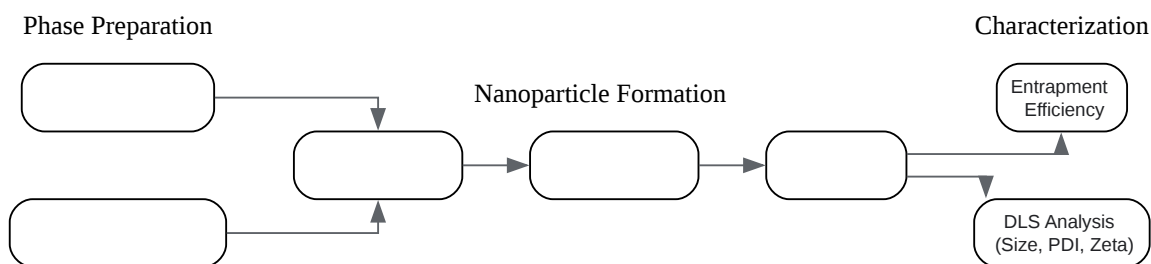 Phase Preparation
Characterization
Nanoparticle Formation
Entrapment
Efficiency
DLS Analysis
(Size, PDI, Zeta)